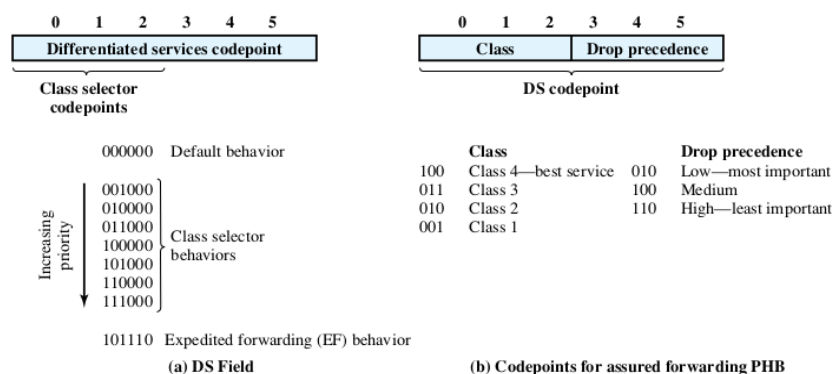 0 1 2 3 4 5
Differentiated services codepoint
Class selector
codepoints
000000 Default behavior
Increasing
priority
001000
010000
011000
100000
101000
110000
111000
Class selector
behaviors
101110 Expedited forwarding (EF) behavior
(a) DS Field
0 1 2 3 4 5
Class Drop precedence
DS codepoint
Class
100 Class 4—best service
011 Class 3
010 Class 2
001 Class 1
Drop precedence
010 Low—most important
100 Medium
110 High—least important
(b) Codepoints for assured forwarding PHB